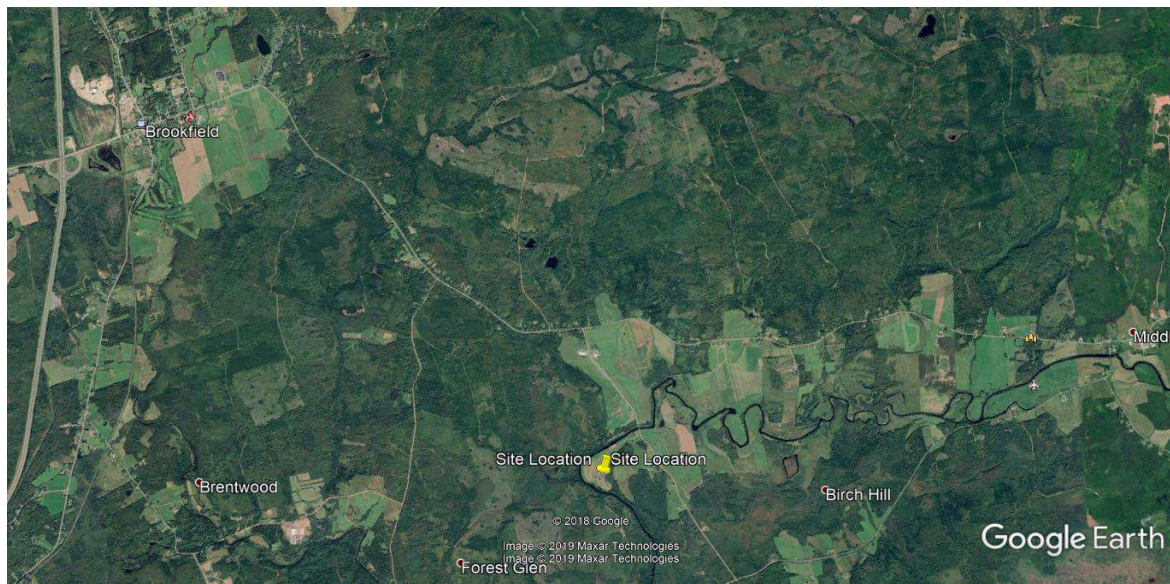 Brookfield
Midd
Site Location Site Location
Brentwood
Birch Hill
© 2018 Google
Image © 2019 Maxar Technologies
Image © 2019 Maxar Technologies
Google Earth
Forest Glen